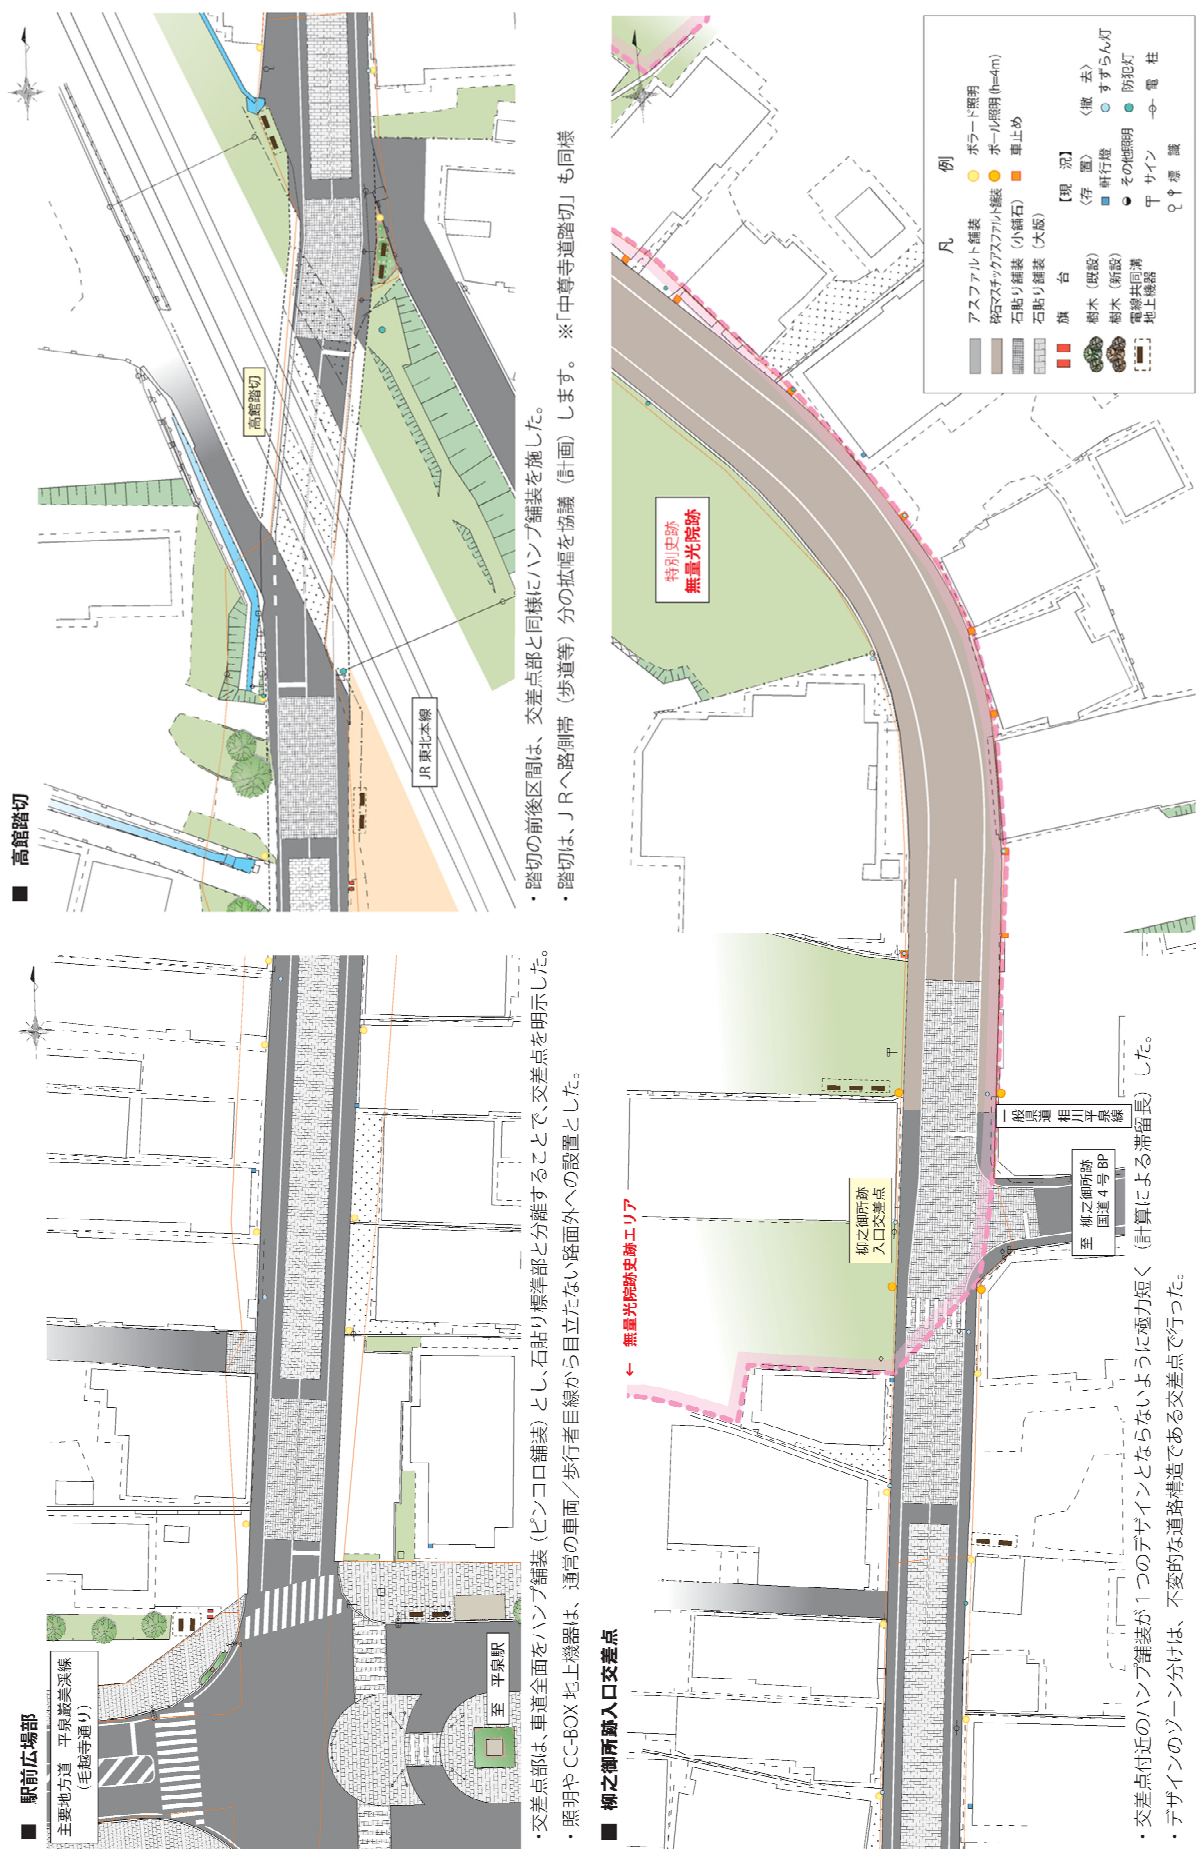 ■ 駅前広場部
主要地方道 平泉厳美渓線
（毛越寺通り）
至 平泉駅
・交差点部は、車道全面をハンプ舗装（ピンコロ舗装）とし、石貼り標準部と分離することで、交差点を明示した。
・照明や CC-BOX 地上機器は、通常の車両／歩行者目線から目立たない路面外への設置とした。
■ 高館踏切
高館踏切
JR 東北本線
・踏切の前後区間は、交差点部と同様にハンプ舗装を施した。
・踏切は、ＪＲへ路側帯（歩道等）分の拡幅を協議（計画）します。 ※「中尊寺道踏切」も同様
■ 柳之御所跡入口交差点
← 無量光院跡史跡エリア
柳之御所跡
入口交差点
一般県道 相川平泉線
至 柳之御所跡
国道４号 BP
特別史跡
無量光院跡
凡 例
アスファルト舗装
砕石マスチックアスファルト舗装
石貼り舗装（小舗石）
石貼り舗装（大版）
旗 台
樹木（既設）
樹木（新設）
電線共同溝
地上機器
ボラード照明
ポール照明 (h=4m)
車止め
【現 況】
〈存 置〉
軒行燈
その他照明
サイン
標 識
〈撤 去〉
すずらん灯
防犯灯
電 柱
・交差点付近のハンプ舗装が１つのデザインとならないように極力短く（計算による滞留長）した。
・デザインのゾーン分けは、不変的な道路構造である交差点で行った。